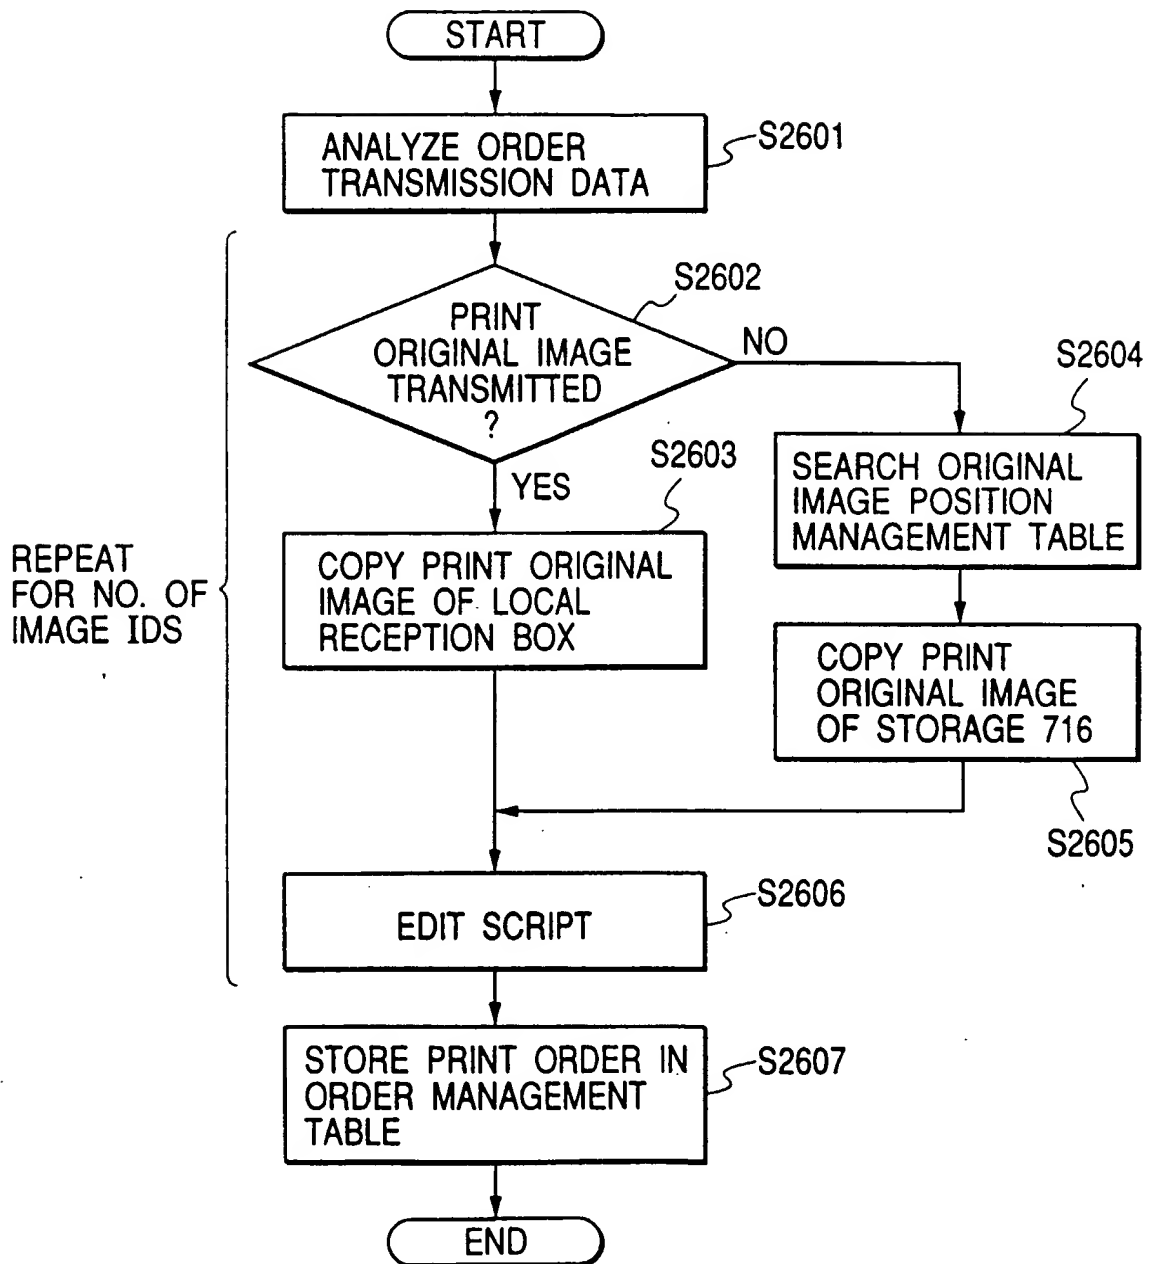 START
ANALYZE ORDER
TRANSMISSION DATA
S2601
PRINT
ORIGINAL IMAGE
TRANSMITTED
?
S2602
NO
YES
S2603
COPY PRINT ORIGINAL
IMAGE OF LOCAL
RECEPTION BOX
S2604
SEARCH ORIGINAL
IMAGE POSITION
MANAGEMENT TABLE
COPY PRINT
ORIGINAL IMAGE
OF STORAGE 716
S2605
REPEAT
FOR NO. OF
IMAGE IDS
EDIT SCRIPT
S2606
STORE PRINT ORDER IN
ORDER MANAGEMENT
TABLE
S2607
END